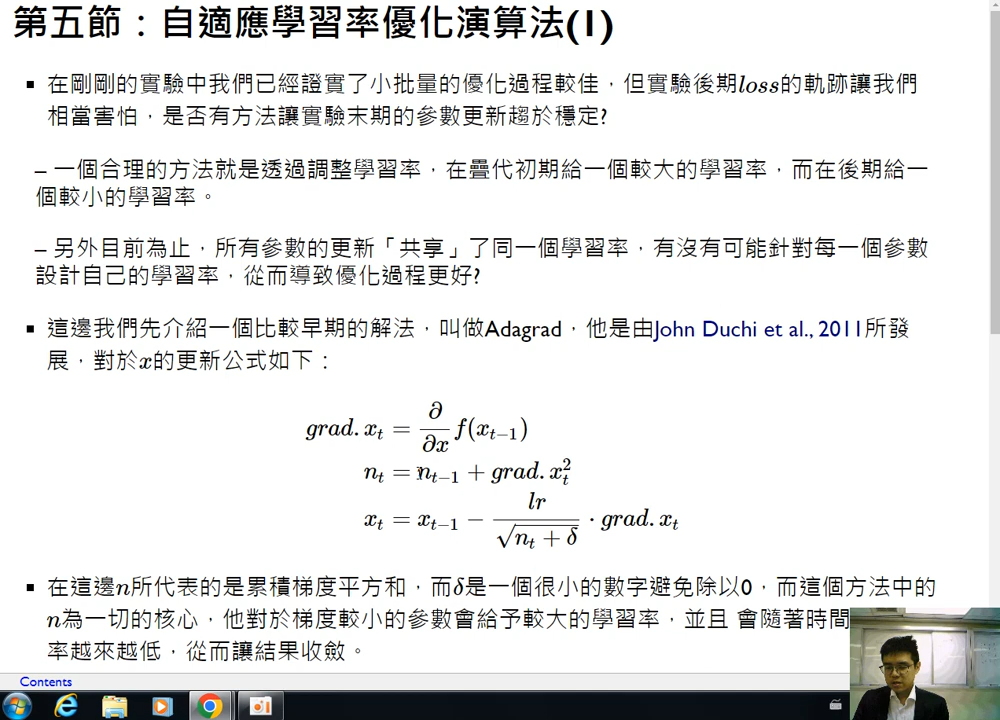 第五節：自適應學習率優化演算法(1)
▪ 在剛剛的實驗中我們已經證實了小批量的優化過程較佳，但實驗後期loss的軌跡讓我們
相當害怕，是否有方法讓實驗末期的參數更新趨於穩定?
– 一個合理的方法就是透過調整學習率，在疊代初期給一個較大的學習率，而在後期給一
個較小的學習率。
– 另外目前為止，所有參數的更新「共享」了同一個學習率，有沒有可能針對每一個參數
設計自己的學習率，從而導致優化過程更好?
▪ 這邊我們先介紹一個比較早期的解法，叫做Adagrad，他是由John Duchi et al., 2011所發
展，對於x的更新公式如下：
grad. x_t = ∂/∂x f(x_{t−1})
n_t = n_{t−1} + grad. x_t^2
x_t = x_{t−1} − lr/√(n_t + δ) · grad. x_t
▪ 在這邊n所代表的是累積梯度平方和，而δ是一個很小的數字避免除以0，而這個方法中的
n為一切的核心，他對於梯度較小的參數會給予較大的學習率，並且 會隨著時間
率越來越低，從而讓結果收斂。
Contents